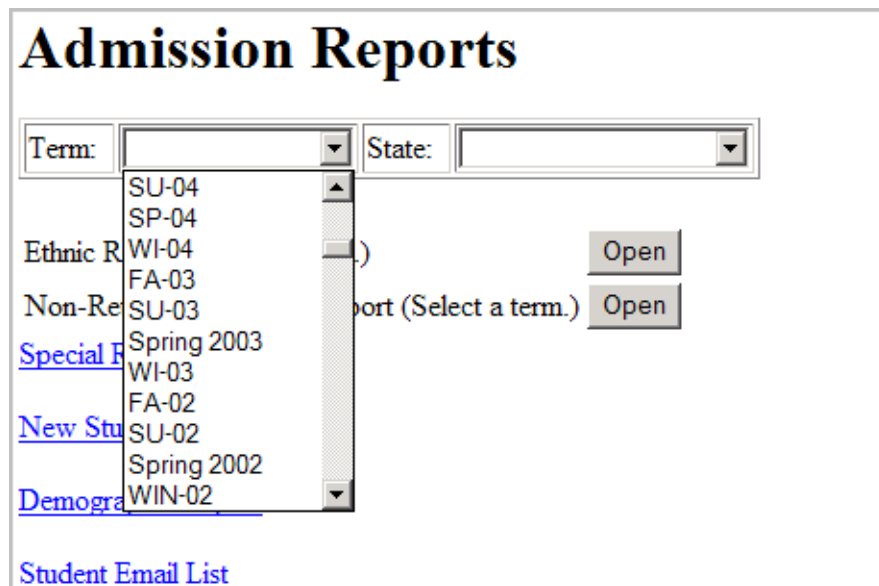 Admission Reports
Term: State:
SU-04
SP-04
WI-04
Ethnic R .) Open
FA-03
SU-03
Non-Re port (Select a term.) Open
Spring 2003
Special R
WI-03
FA-02
New Stu
SU-02
Spring 2002
WIN-02
Demogra
Student Email List